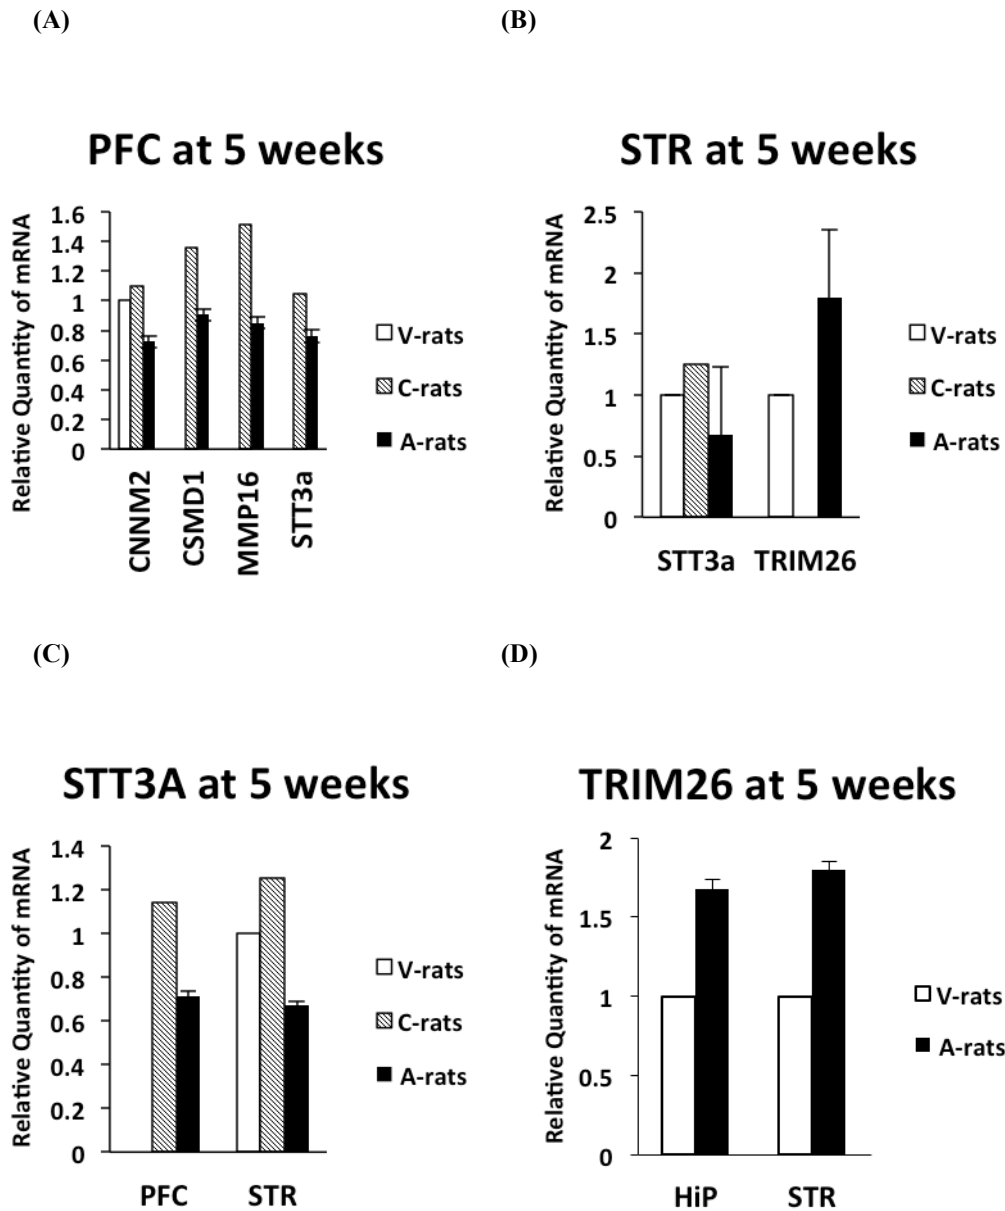 (A)
PFC at 5 weeks
Relative Quantity of mRNA
1.6
1.4
1.2
1
0.8
0.6
0.4
0.2
0
CNNM2
CSMD1
MMP16
STT3a
V-rats
C-rats
A-rats
(B)
STR at 5 weeks
Relative Quantity of mRNA
2.5
2
1.5
1
0.5
0
STT3a TRIM26
V-rats
C-rats
A-rats
(C)
STT3A at 5 weeks
Relative Quantity of mRNA
1.4
1.2
1
0.8
0.6
0.4
0.2
0
PFC STR
V-rats
C-rats
A-rats
(D)
TRIM26 at 5 weeks
Relative Quantity of mRNA
2
1.5
1
0.5
0
HiP STR
V-rats
A-rats